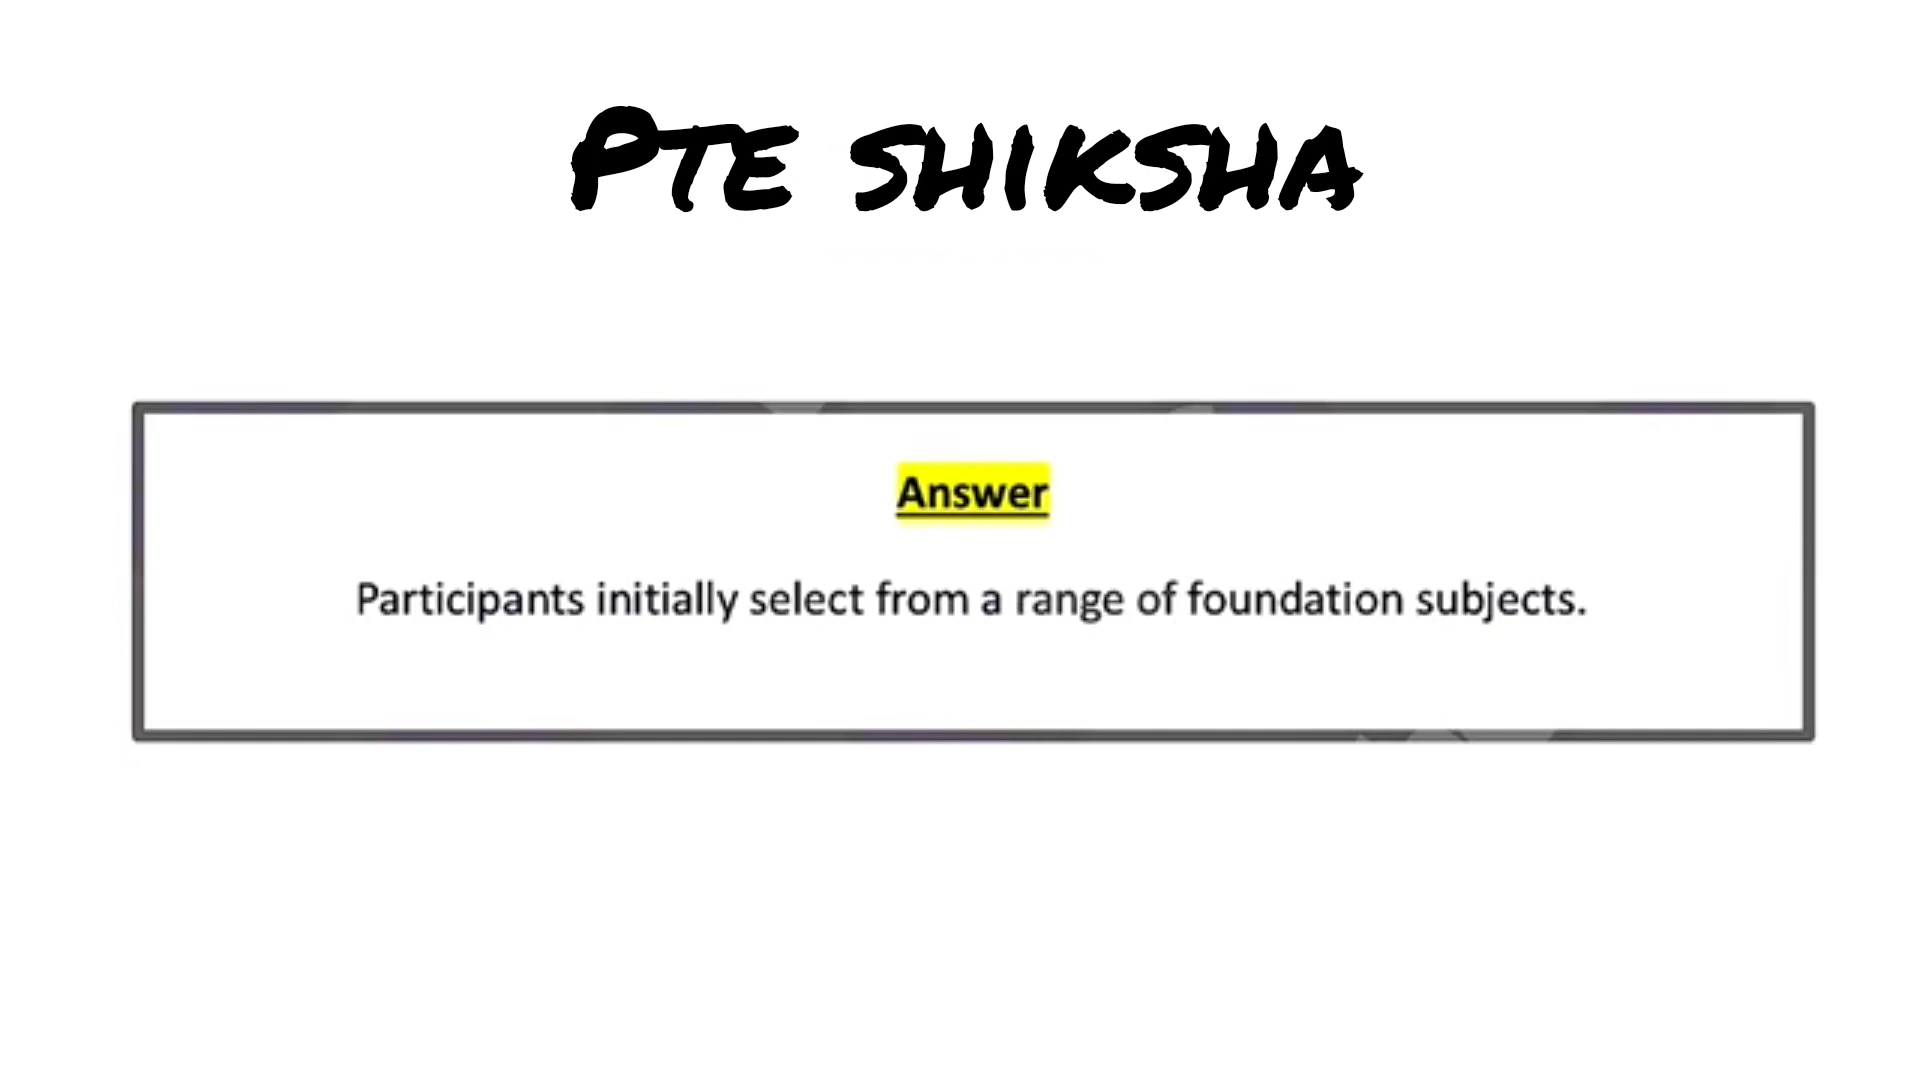 Pte shiksha
Answer
Participants initially select from a range of foundation subjects.